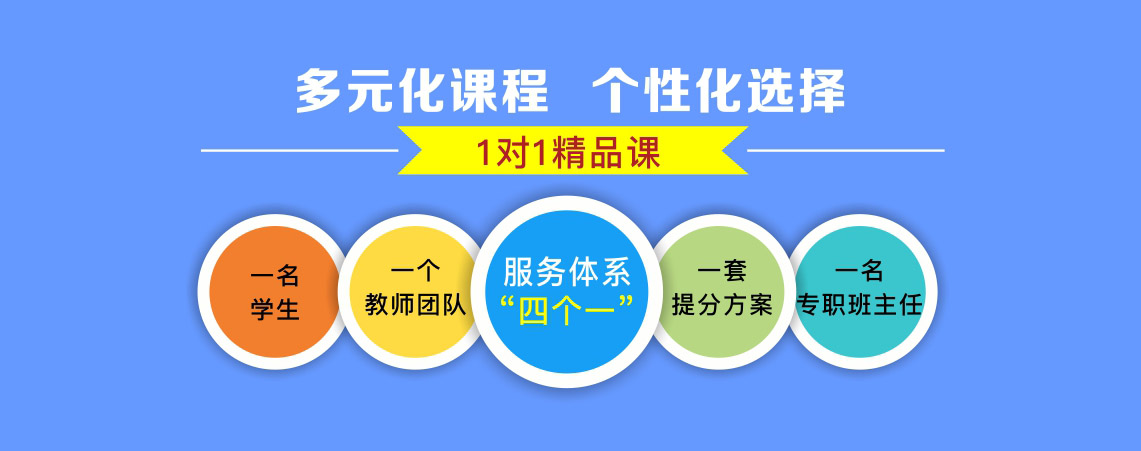 多元化课程 个性化选择
1对1精品课
一名
学生
一个
教师团队
服务体系
“四个一”
一套
提分方案
一名
专职班主任